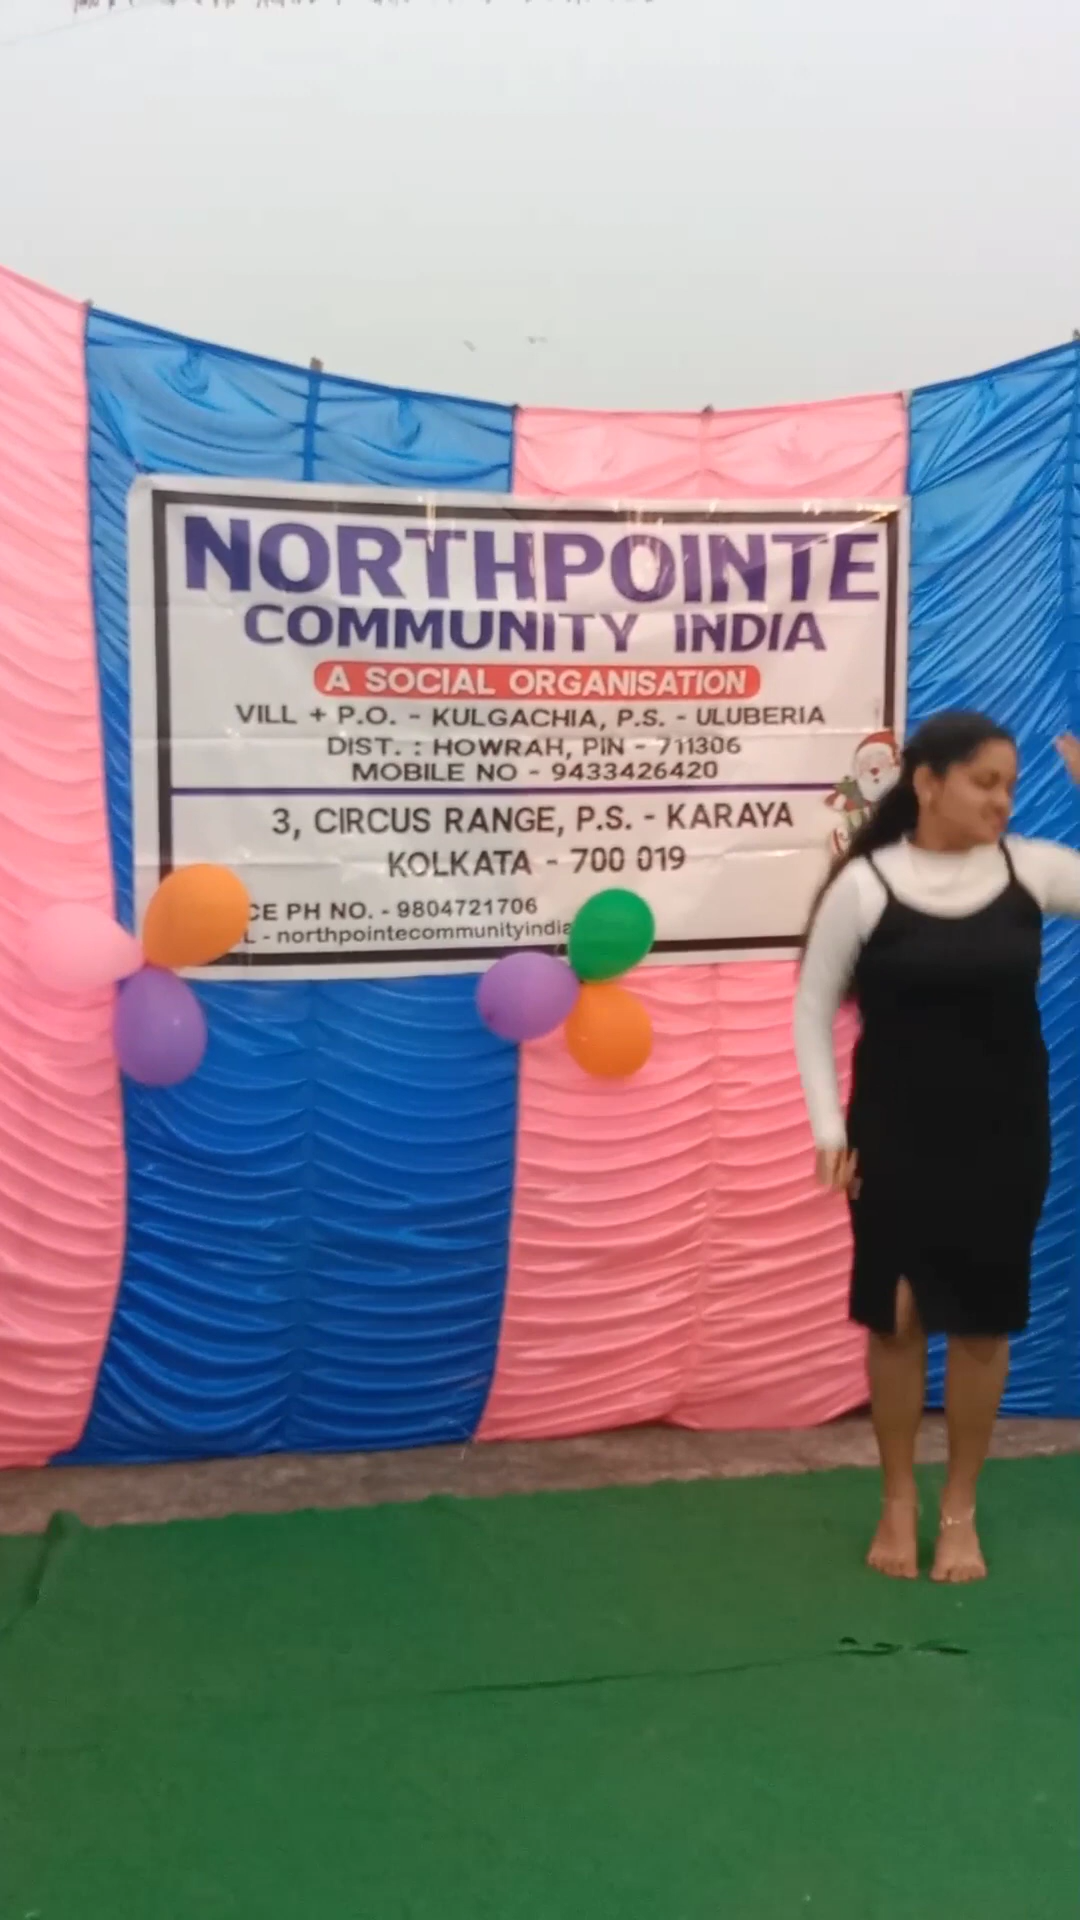 NORTHPOINTE
COMMUNITY INDIA
A SOCIAL ORGANISATION
VILL + P.O. - KULGACHIA, P.S. - ULUBERIA
DIST. : HOWRAH, PIN - 711306
MOBILE NO - 9433426420
3, CIRCUS RANGE, P.S. - KARAYA
KOLKATA - 700 019
CE PH NO. - 9804721706
L - northpointecommunityindia